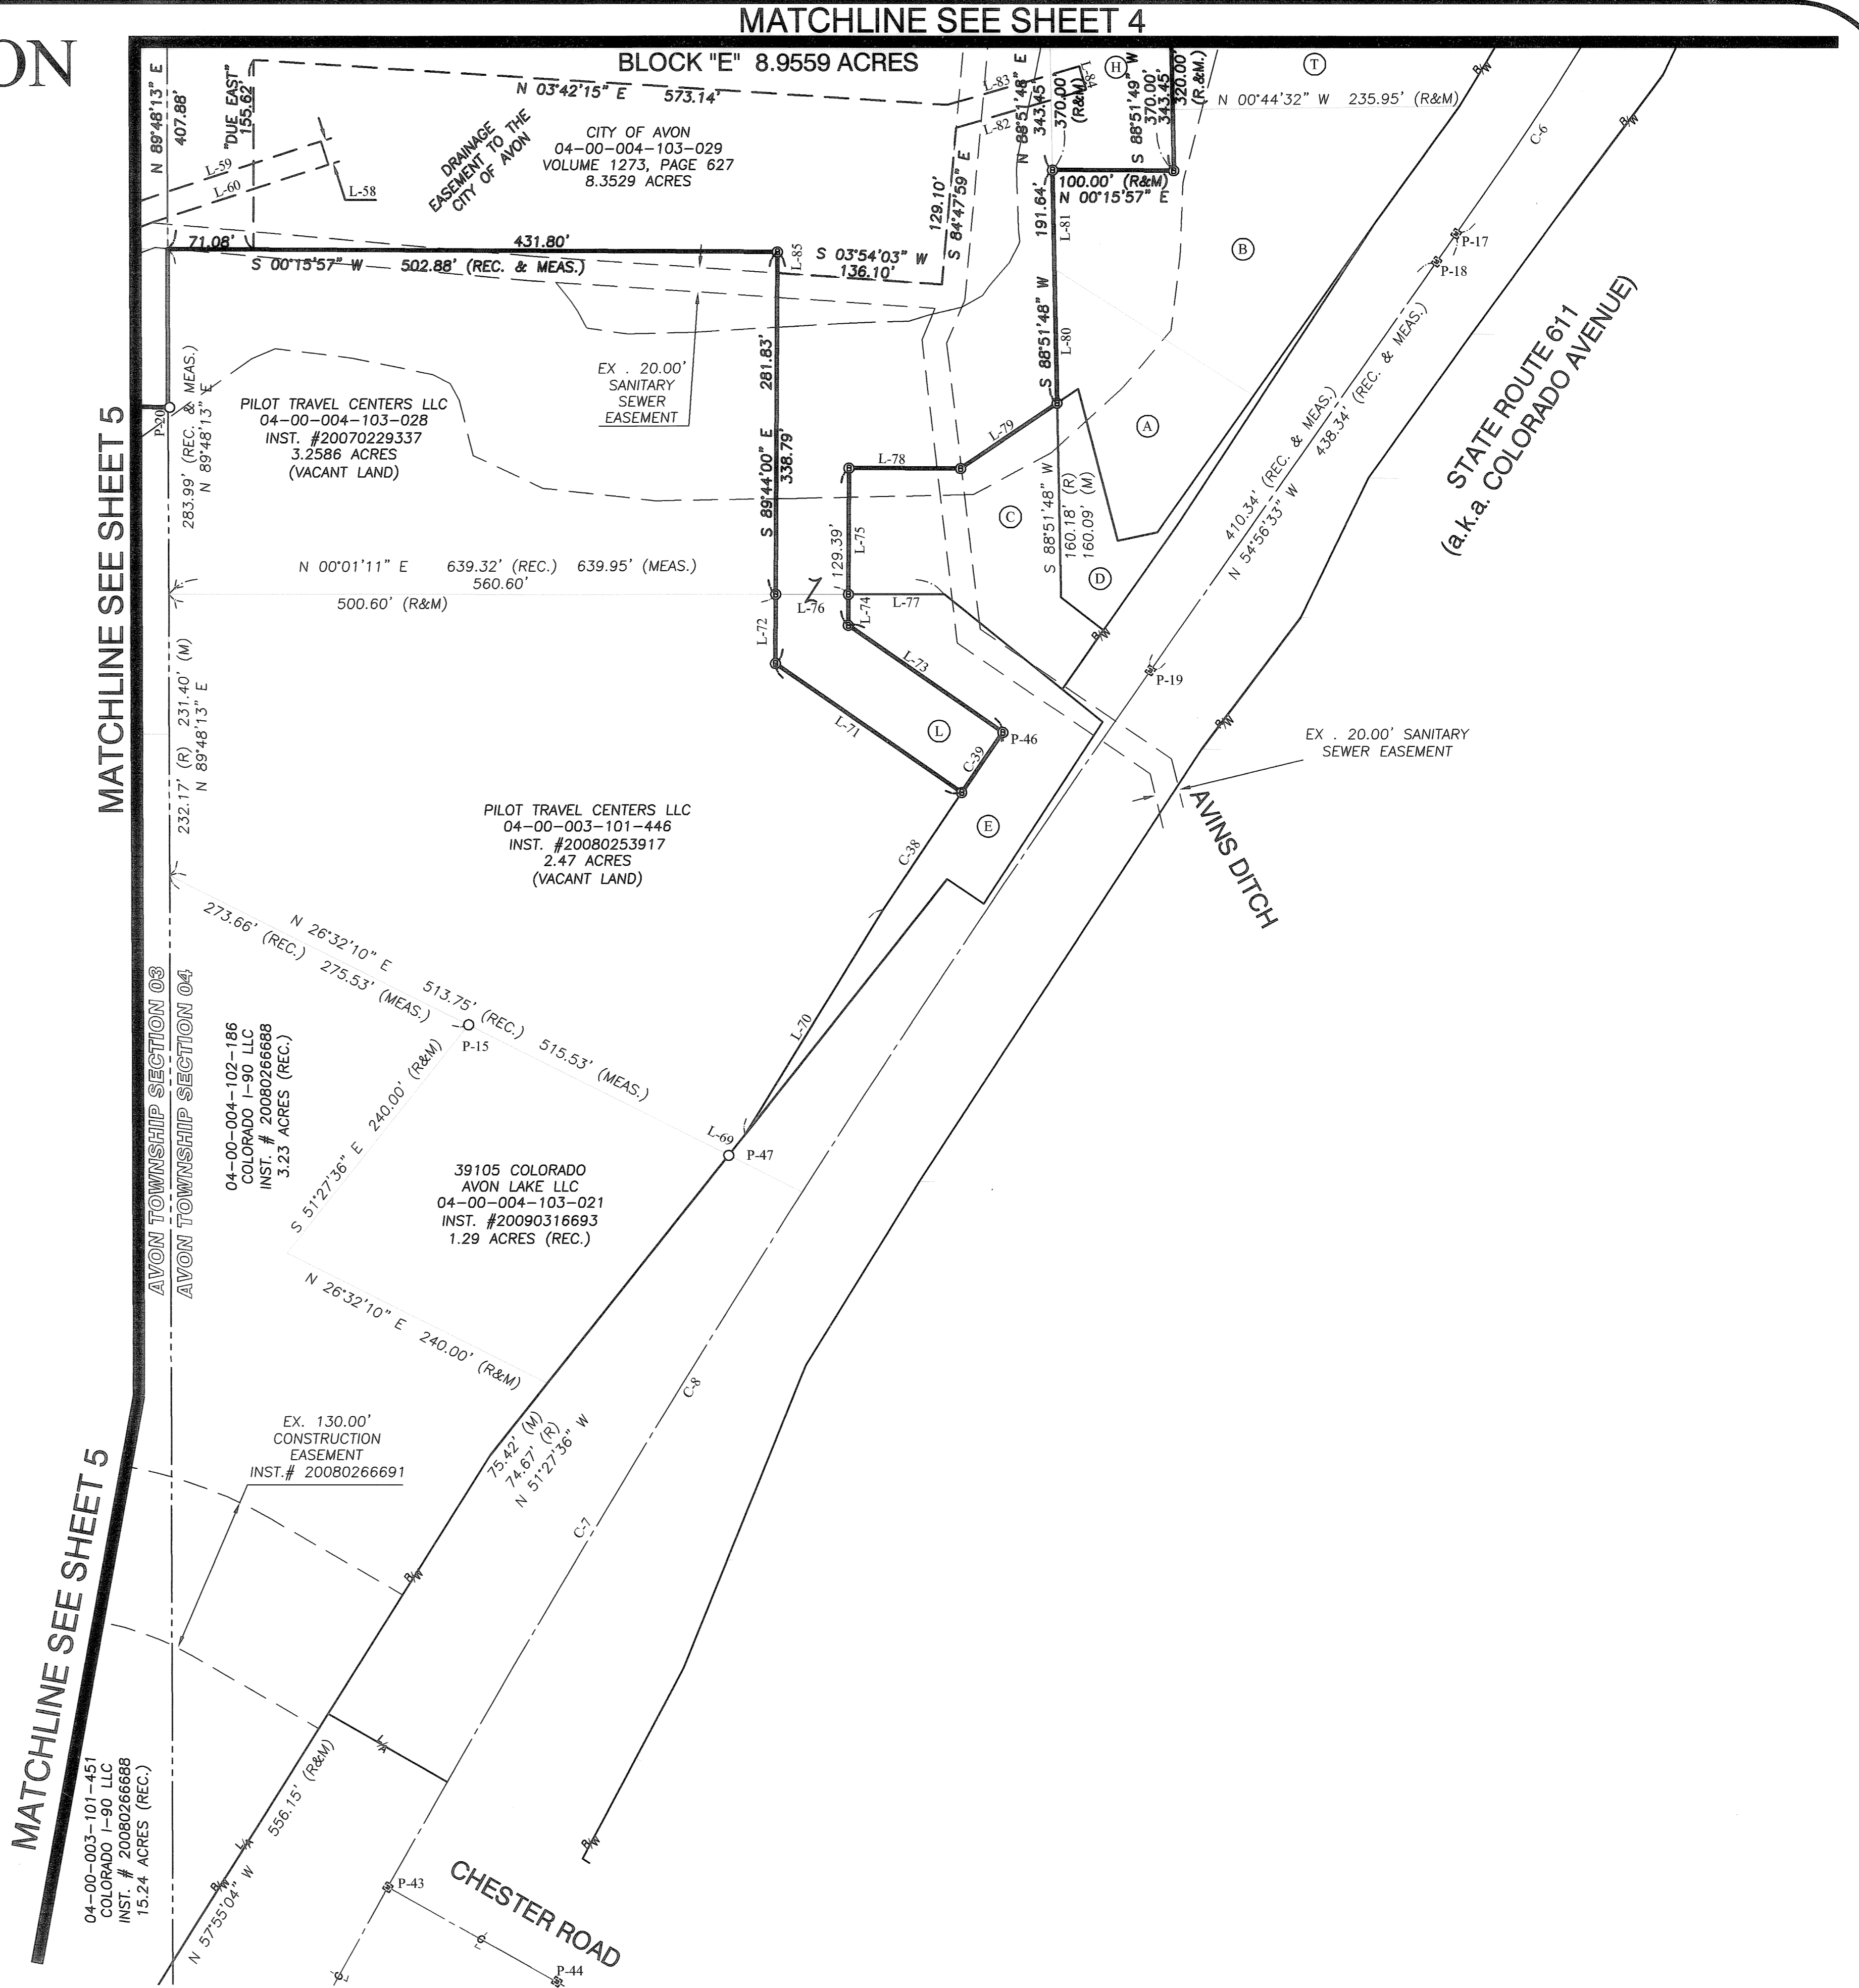 ON
MATCHLINE SEE SHEET 4
BLOCK "E" 8.9559 ACRES
N 89°48'13" E
407.88'
"DUE EAST"
155.62'
N 03°42'15" E 573.14'
L-59
L-60
L-58
DRAINAGE
EASEMENT TO THE
CITY OF AVON
CITY OF AVON
04-00-004-103-029
VOLUME 1273, PAGE 627
8.3529 ACRES
L-83
L-84
L-82
N 88°51'48" E
343.45'
370.00'
(R&M)
H
S 88°51'49" W
370.00'
343.45'
320.00'
(R.&M.)
T
N 00°44'32" W 235.95' (R&M)
C-6
R/W
R/W
129.10'
S 84°47'59" E
100.00' (R&M)
N 00°15'57" E
71.08'
431.80'
S 00°15'57" W 502.88' (REC. & MEAS.)
L-85
S 03°54'03" W
136.10'
191.64'
L-81
S 88°51'48" W
L-80
B
P-17
P-18
STATE ROUTE 611
(a.k.a. COLORADO AVENUE)
MATCHLINE SEE SHEET 5
P-20
283.99' (REC. & MEAS.)
N 89°48'13" E
PILOT TRAVEL CENTERS LLC
04-00-004-103-028
INST. #20070229337
3.2586 ACRES
(VACANT LAND)
EX . 20.00'
SANITARY
SEWER
EASEMENT
281.83'
S 89°44'00" E
338.79'
L-78
L-79
A
410.34' (REC. & MEAS.)
438.34' (REC. & MEAS.)
N 54°56'33" W
C
S 88°51'48" W
160.18' (R)
160.09' (M)
D
129.39'
L-75
N 00°01'11" E 639.32' (REC.) 639.95' (MEAS.)
560.60'
500.60' (R&M)
L-76
L-74
L-77
L-72
L-73
R/W
P-19
232.17' (R) 231.40' (M)
N 89°48'13" E
L-71
L
P-46
C-39
R/W
EX . 20.00' SANITARY
SEWER EASEMENT
PILOT TRAVEL CENTERS LLC
04-00-003-101-446
INST. #20080253917
2.47 ACRES
(VACANT LAND)
E
C-38
AVINS DITCH
N 26°32'10" E
273.66' (REC.) 275.53' (MEAS.)
513.75' (REC.) 515.53' (MEAS.)
P-15
L-70
AVON TOWNSHIP SECTION 03
AVON TOWNSHIP SECTION 04
04-00-004-102-186
COLORADO I-90 LLC
INST. # 20080266688
3.23 ACRES (REC.)
S 51°27'36" E 240.00' (R&M)
L-69
P-47
39105 COLORADO
AVON LAKE LLC
04-00-004-103-021
INST. #20090316693
1.29 ACRES (REC.)
N 26°32'10" E 240.00' (R&M)
C-8
EX. 130.00'
CONSTRUCTION
EASEMENT
INST.# 20080266691
75.42' (M)
74.67' (R)
N 51°27'36" W
C-7
R/W
MATCHLINE SEE SHEET 5
L/A
04-00-003-101-451
COLORADO I-90 LLC
INST. # 20080266688
15.24 ACRES (REC.)
L/A
R/W
N 57°55'04" W 556.15' (R&M)
R/W
P-43
CHESTER ROAD
P-44